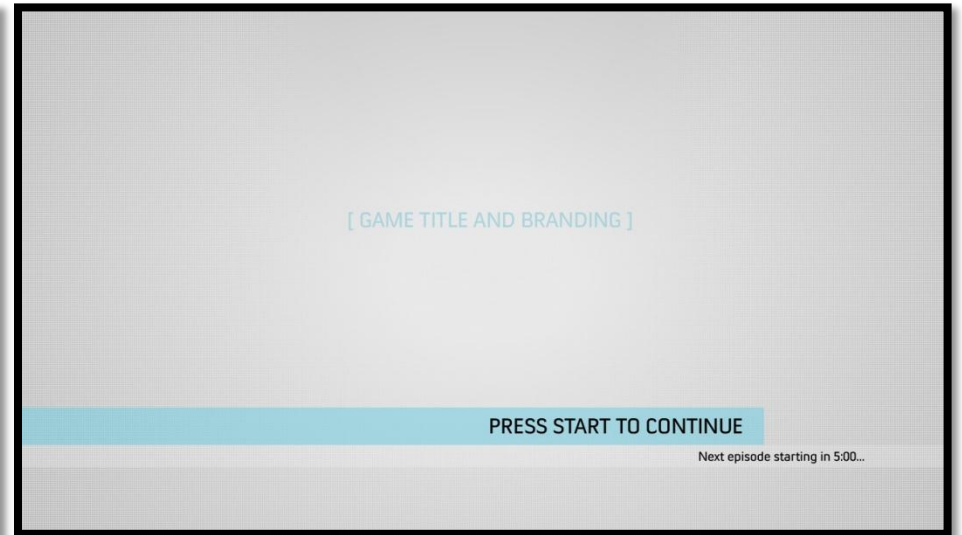 [ GAME TITLE AND BRANDING ]
PRESS START TO CONTINUE
Next episode starting in 5:00...